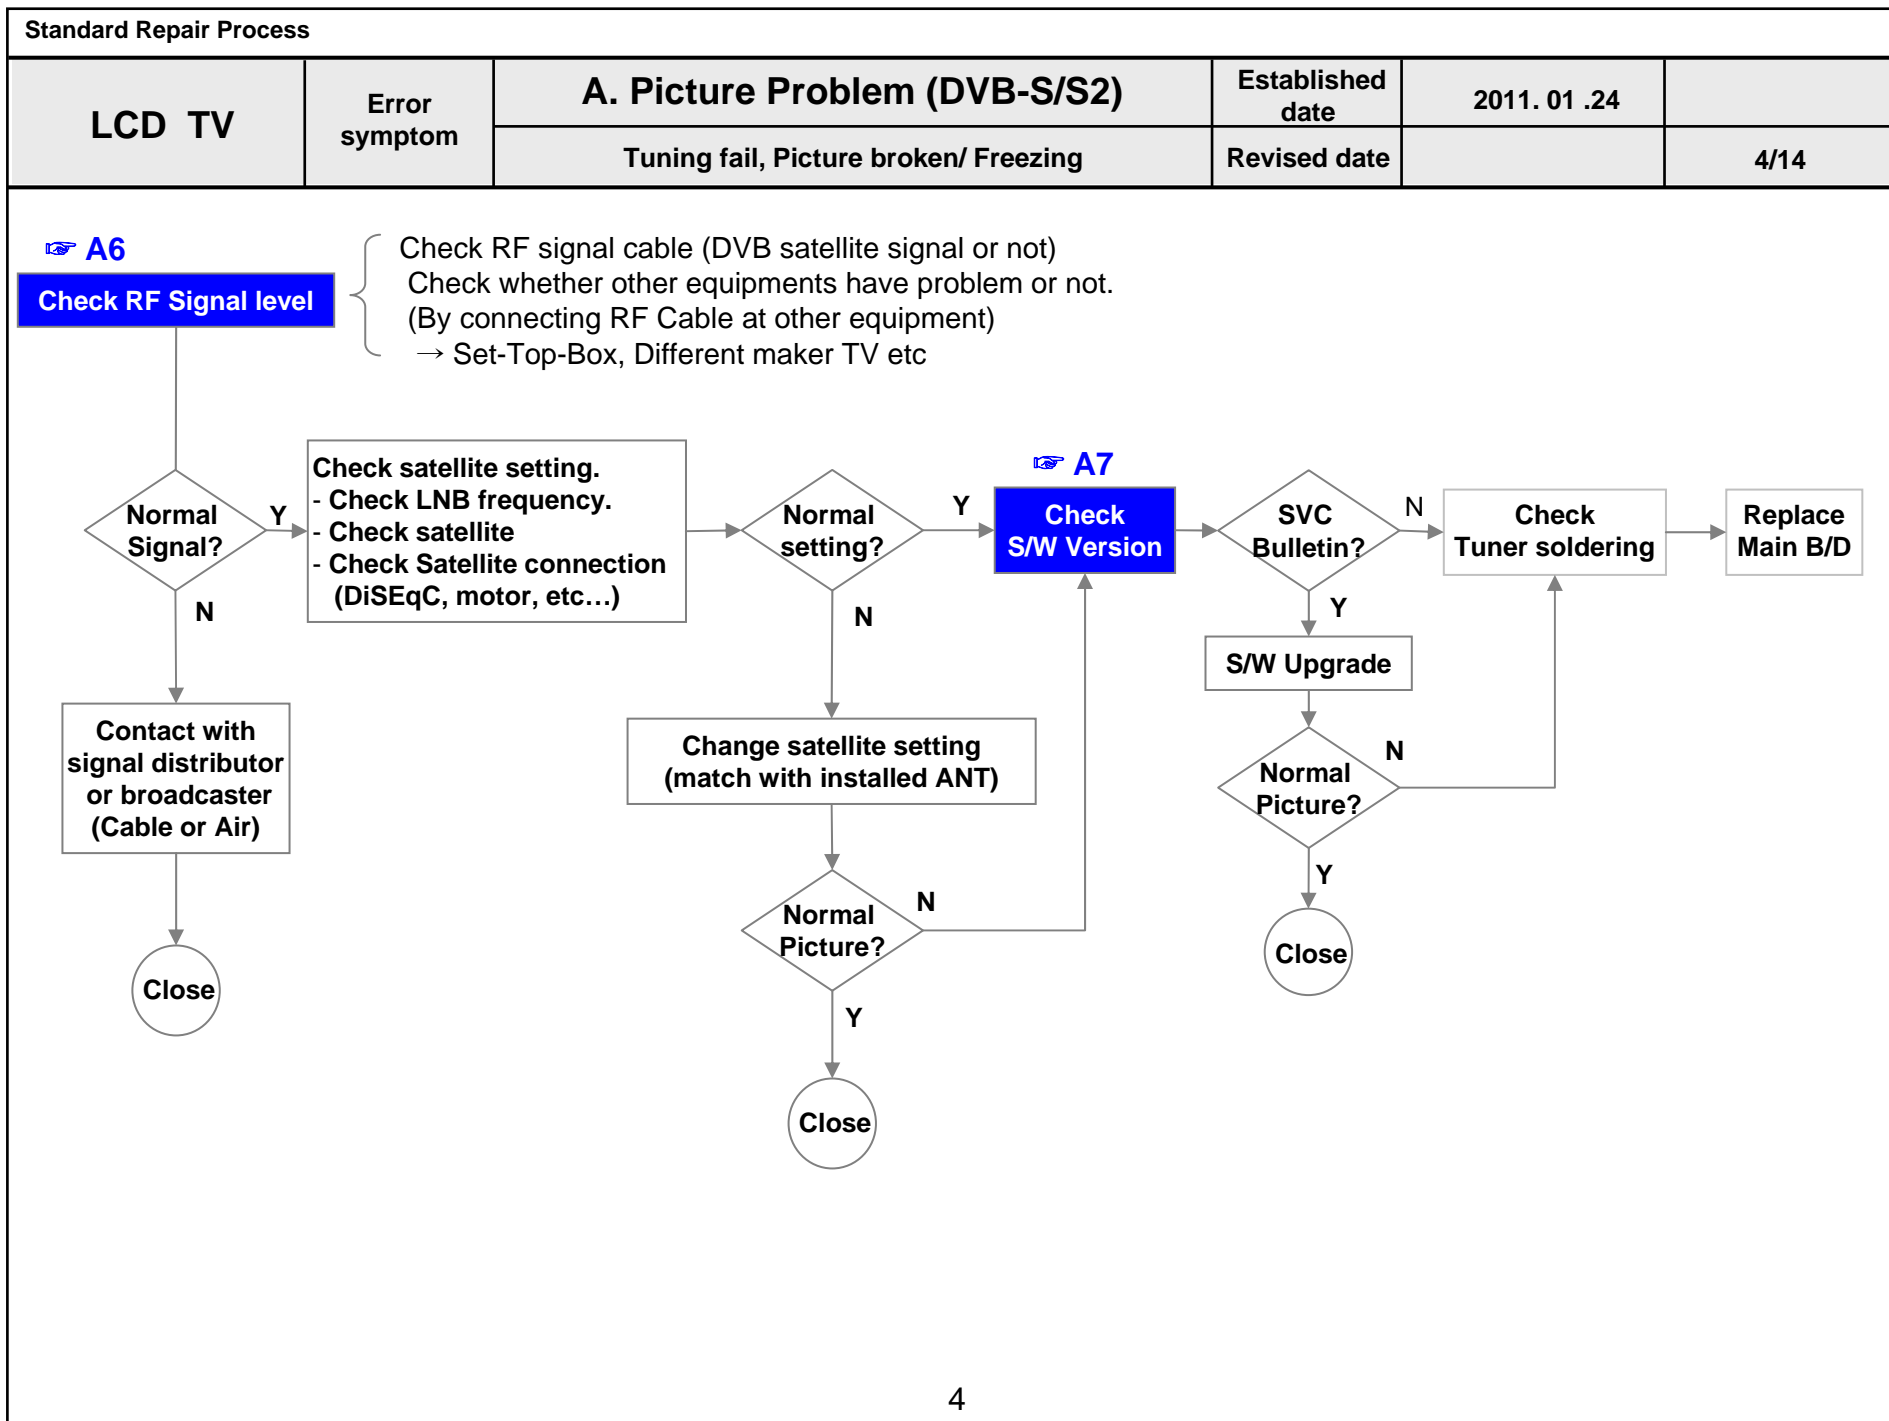 Standard Repair Process
LCD TV
Error
symptom
A. Picture Problem (DVB-S/S2)
Established
date
2011. 01 .24
Tuning fail, Picture broken/ Freezing
Revised date
4/14
☞ A6
Check RF Signal level
Check RF signal cable (DVB satellite signal or not)
Check whether other equipments have problem or not.
(By connecting RF Cable at other equipment)
→ Set-Top-Box, Different maker TV etc
Normal
Signal?
Y
N
Check satellite setting.
- Check LNB frequency.
- Check satellite
- Check Satellite connection
(DiSEqC, motor, etc…)
Normal
setting?
Y
N
☞ A7
Check
S/W Version
SVC
Bulletin?
N
Y
Check
Tuner soldering
Replace
Main B/D
S/W Upgrade
Contact with
signal distributor
or broadcaster
(Cable or Air)
Change satellite setting
(match with installed ANT)
Normal
Picture?
N
Y
Normal
Picture?
N
Y
Close
Close
Close
4